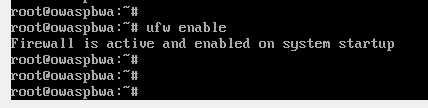 root@owaspbwa:~#
root@owaspbwa:~# ufw enable
Firewall is active and enabled on system startup
root@owaspbwa:~#
root@owaspbwa:~#
root@owaspbwa:~#